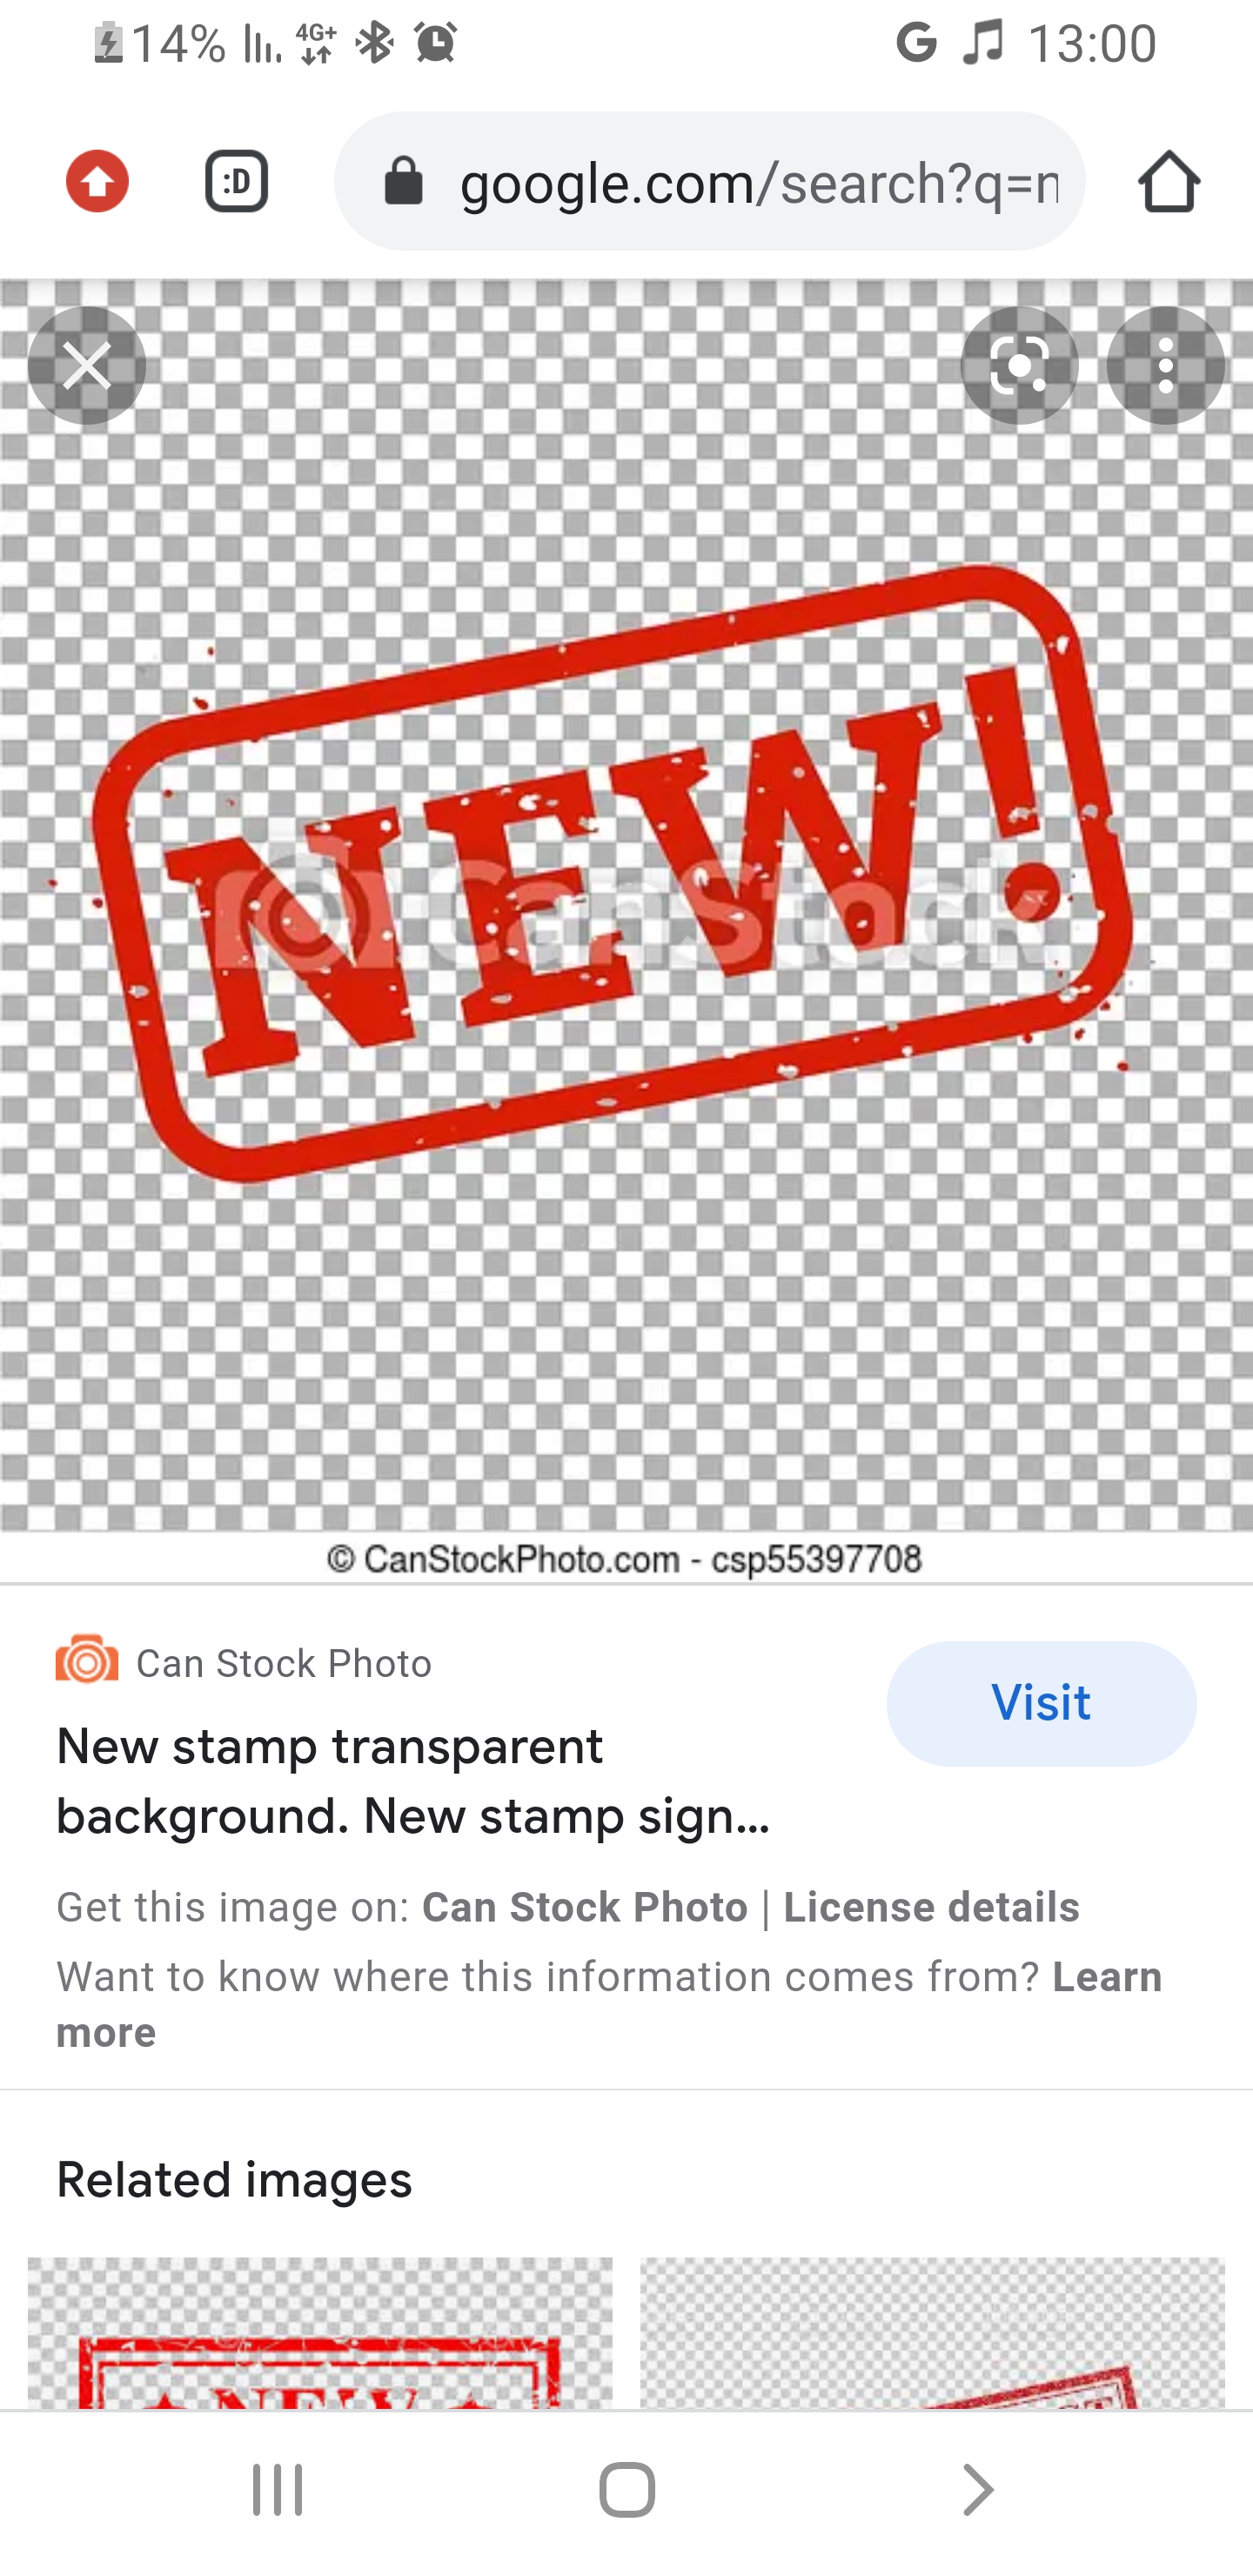 14% 4G+ G 13:00
:D google.com/search?q=n
NEW!
CanStock
© CanStockPhoto.com - csp55397708
Can Stock Photo
Visit
New stamp transparent
background. New stamp sign...
Get this image on: Can Stock Photo | License details
Want to know where this information comes from? Learn
more
Related images
NEW